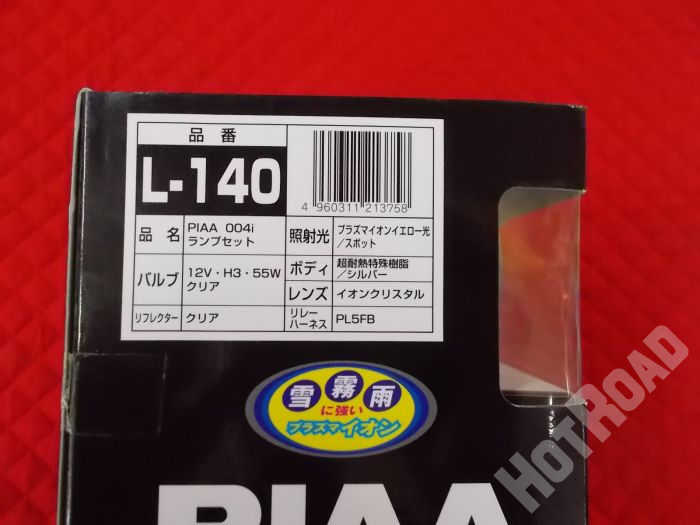 品番
L-140
4 960311 213758
品名
PIAA 004i
ランプセット
照射光
プラズマイオンイエロー光
/スポット
バルブ
12V・H3・55W
クリア
ボディ
超耐熱特殊樹脂
/シルバー
レンズ
イオンクリスタル
リフレクター
クリア
リレー
ハーネス
PL5FB
雪霧雨
に強い
プラズマイオン
PIAA
HOTROAD